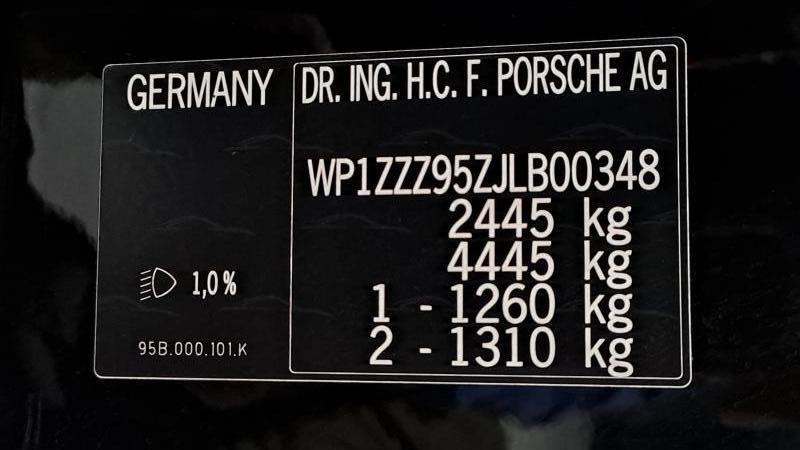 GERMANY
DR. ING. H.C. F. PORSCHE AG
WP1ZZZ95ZJLB00348
2445 kg
4445 kg
1 - 1260 kg
2 - 1310 kg
1,0%
95B.000.101.K